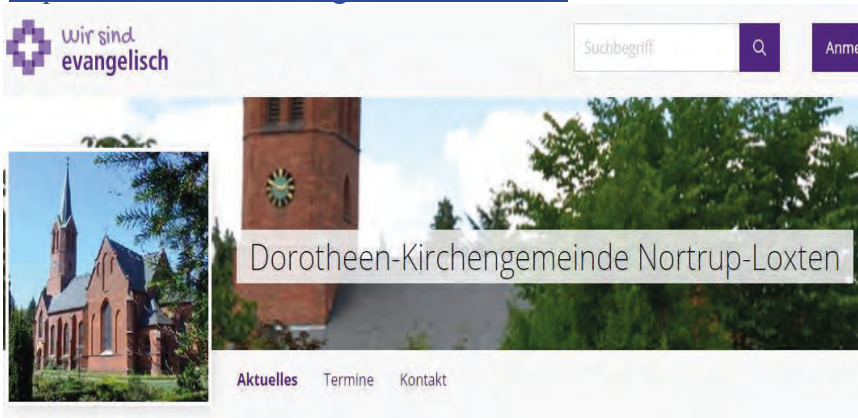 wir sind
evangelisch
Suchbegriff
Anme
Dorotheen-Kirchengemeinde Nortrup-Loxten
Aktuelles Termine Kontakt